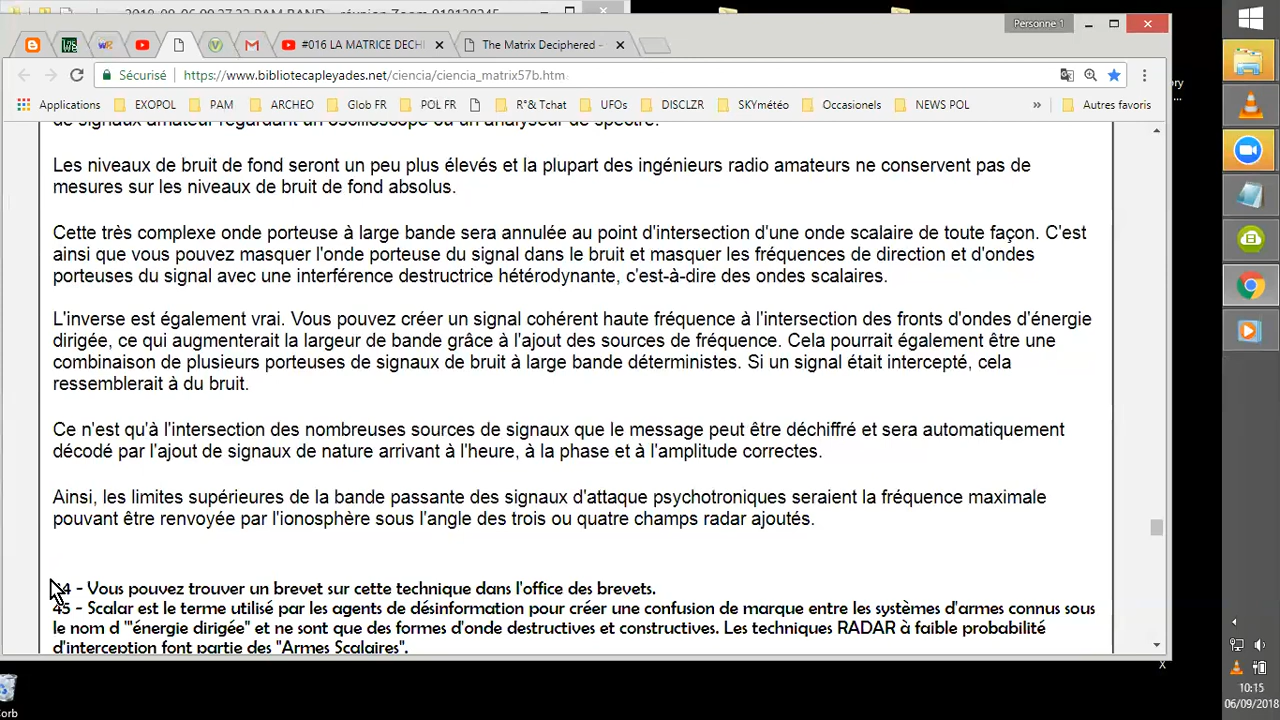 Personne 1
#016 LA MATRICE DECHI
The Matrix Deciphered -
Sécurisé
https://www.bibliotecapleyades.net/ciencia/ciencia_matrix57b.htm
Applications
EXOPOL
PAM
ARCHEO
Glob FR
POL FR
R°& Tchat
UFOs
DISCLZR
SKYmétéo
Occasionels
NEWS POL
»
Autres favoris
de signaux amateur regardant un oscilloscope ou un analyseur de spectre.
Les niveaux de bruit de fond seront un peu plus élevés et la plupart des ingénieurs radio amateurs ne conservent pas de
mesures sur les niveaux de bruit de fond absolus.
Cette très complexe onde porteuse à large bande sera annulée au point d'intersection d'une onde scalaire de toute façon. C'est
ainsi que vous pouvez masquer l'onde porteuse du signal dans le bruit et masquer les fréquences de direction et d'ondes
porteuses du signal avec une interférence destructrice hétérodynante, c'est-à-dire des ondes scalaires.
L'inverse est également vrai. Vous pouvez créer un signal cohérent haute fréquence à l'intersection des fronts d'ondes d'énergie
dirigée, ce qui augmenterait la largeur de bande grâce à l'ajout des sources de fréquence. Cela pourrait également être une
combinaison de plusieurs porteuses de signaux de bruit à large bande déterministes. Si un signal était intercepté, cela
ressemblerait à du bruit.
Ce n'est qu'à l'intersection des nombreuses sources de signaux que le message peut être déchiffré et sera automatiquement
décodé par l'ajout de signaux de nature arrivant à l'heure, à la phase et à l'amplitude correctes.
Ainsi, les limites supérieures de la bande passante des signaux d'attaque psychotroniques seraient la fréquence maximale
pouvant être renvoyée par l'ionosphère sous l'angle des trois ou quatre champs radar ajoutés.
- Vous pouvez trouver un brevet sur cette technique dans l'office des brevets.
45 - Scalar est le terme utilisé par les agents de désinformation pour créer une confusion de marque entre les systèmes d'armes connus sous
le nom d '"énergie dirigée" et ne sont que des formes d'onde destructives et constructives. Les techniques RADAR à faible probabilité
d'interception font partie des "Armes Scalaires".
10:15
06/09/2018